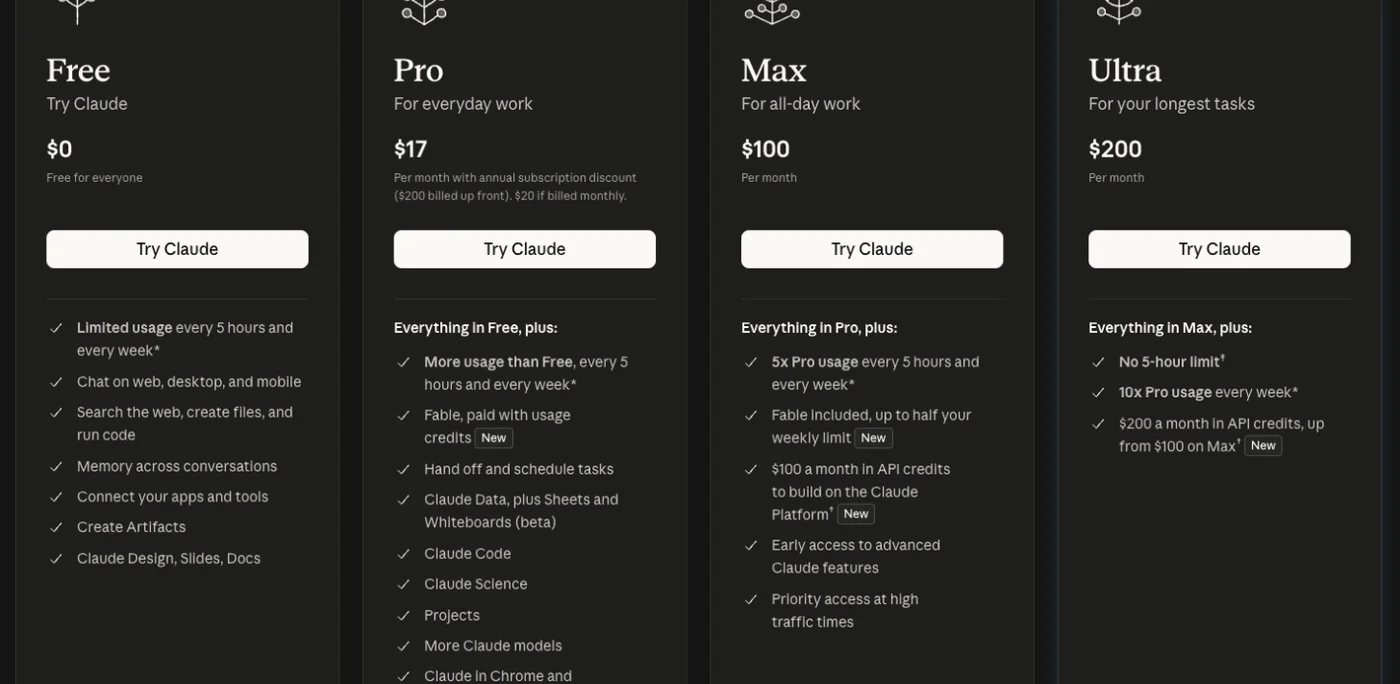 Free
Try Claude
$0
Free for everyone
Try Claude
Limited usage every 5 hours and
every week*
Chat on web, desktop, and mobile
Search the web, create files, and
run code
Memory across conversations
Connect your apps and tools
Create Artifacts
Claude Design, Slides, Docs
Pro
For everyday work
$17
Per month with annual subscription discount
($200 billed up front). $20 if billed monthly.
Try Claude
Everything in Free, plus:
More usage than Free, every 5
hours and every week*
Fable, paid with usage
credits New
Hand off and schedule tasks
Claude Data, plus Sheets and
Whiteboards (beta)
Claude Code
Claude Science
Projects
More Claude models
Claude in Chrome and
Max
For all-day work
$100
Per month
Try Claude
Everything in Pro, plus:
5x Pro usage every 5 hours and
every week*
Fable included, up to half your
weekly limit New
$100 a month in API credits
to build on the Claude
Platform† New
Early access to advanced
Claude features
Priority access at high
traffic times
Ultra
For your longest tasks
$200
Per month
Try Claude
Everything in Max, plus:
No 5-hour limit‡
10x Pro usage every week*
$200 a month in API credits, up
from $100 on Max† New